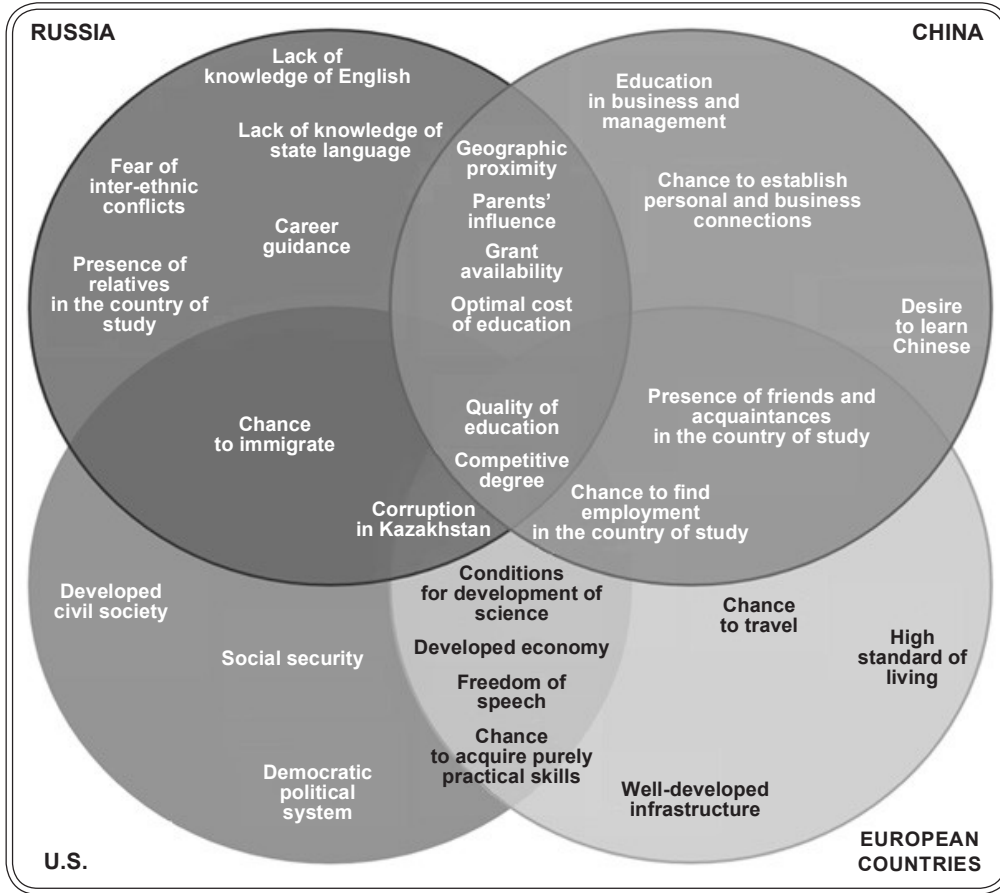 RUSSIA
CHINA
Lack of
knowledge of English
Lack of knowledge of
state language
Fear of
inter-ethnic
conflicts
Career
guidance
Presence of
relatives
in the country of
study
Geographic
proximity
Parents’
influence
Grant
availability
Optimal cost
of education
Education
in business and
management
Chance to establish
personal and business
connections
Desire
to learn
Chinese
Chance
to immigrate
Corruption
in Kazakhstan
Quality of
education
Competitive
degree
Presence of friends and
acquaintances
in the country of study
Chance to find
employment
in the country of study
Developed
civil society
Social security
Democratic
political
system
Conditions
for development of
science
Developed economy
Freedom of
speech
Chance
to acquire purely
practical skills
Chance
to travel
High
standard of
living
Well-developed
infrastructure
U.S.
EUROPEAN
COUNTRIES